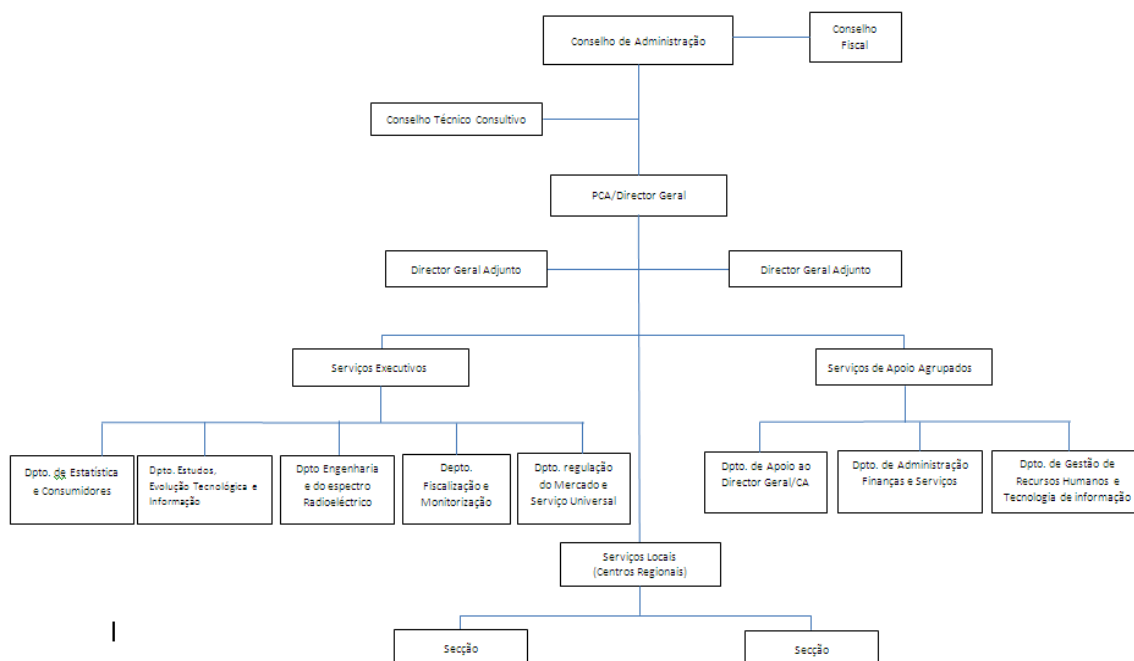 Conselho de Administração
Conselho
Fiscal
Conselho Técnico Consultivo
PCA/Director Geral
Director Geral Adjunto
Director Geral Adjunto
Serviços Executivos
Serviços de Apoio Agrupados
Dpto. de Estatística
e Consumidores
Dpto. Estudos,
Evolução Tecnológica e
Informação
Dpto Engenharia
e do espectro
Radioeléctrico
Depto.
Fiscalização e
Monitorização
Dpto. regulação
do Mercado e
Serviço Universal
Dpto. de Apoio ao
Director Geral/CA
Dpto. de Administração
Finanças e Serviços
Dpto. de Gestão de
Recursos Humanos e
Tecnologia de informação
Serviços Locais
(Centros Regionais)
Secção
Secção